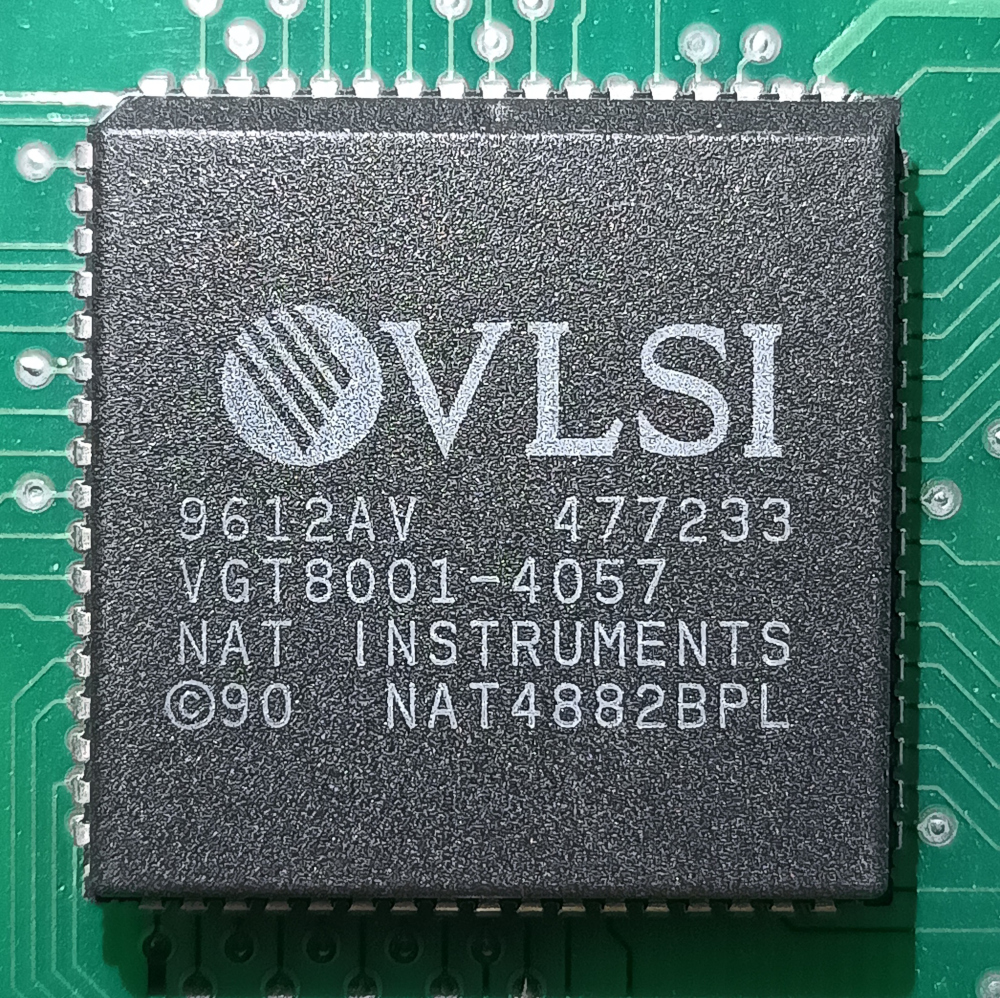 VLSI
9612AV 477233
VGT8001-4057
NAT INSTRUMENTS
©90 NAT4882BPL